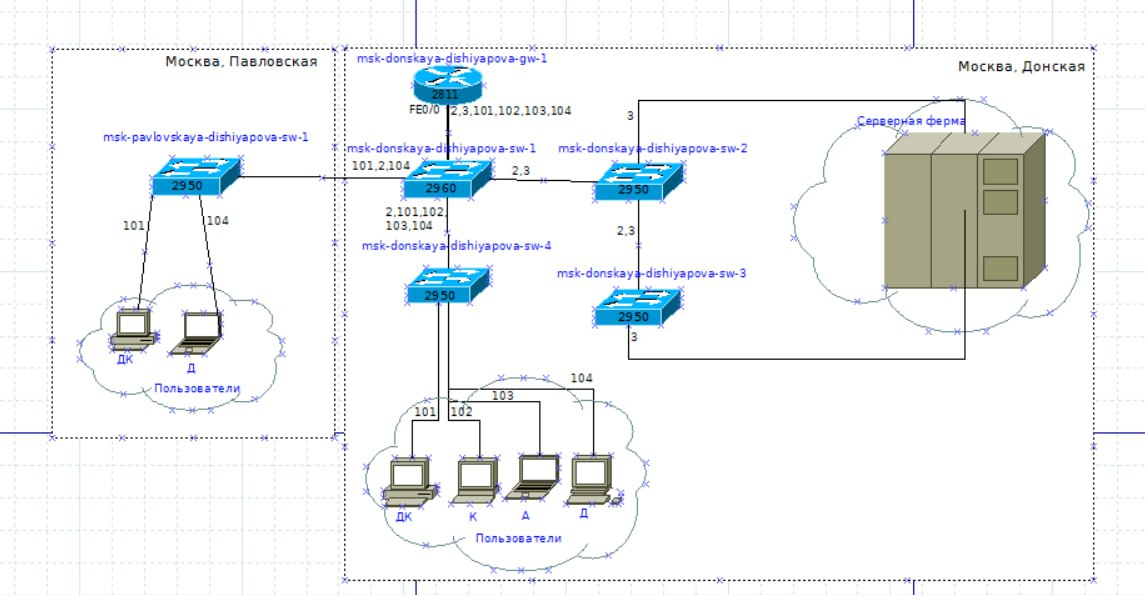 Москва, Павловская
msk-pavlovskaya-dishiyapova-sw-1
2950
101
104
ДК
Д
Пользователи
Москва, Донская
msk-donskaya-dishiyapova-gw-1
2811
FE0/0
2,3,101,102,103,104
msk-donskaya-dishiyapova-sw-1
101,2,104
2960
2,3
2,101,102,
103,104
msk-donskaya-dishiyapova-sw-4
2950
msk-donskaya-dishiyapova-sw-2
2950
3
2,3
msk-donskaya-dishiyapova-sw-3
2950
3
Серверная ферма
104
103
101
102
ДК
К
А
Д
Пользователи